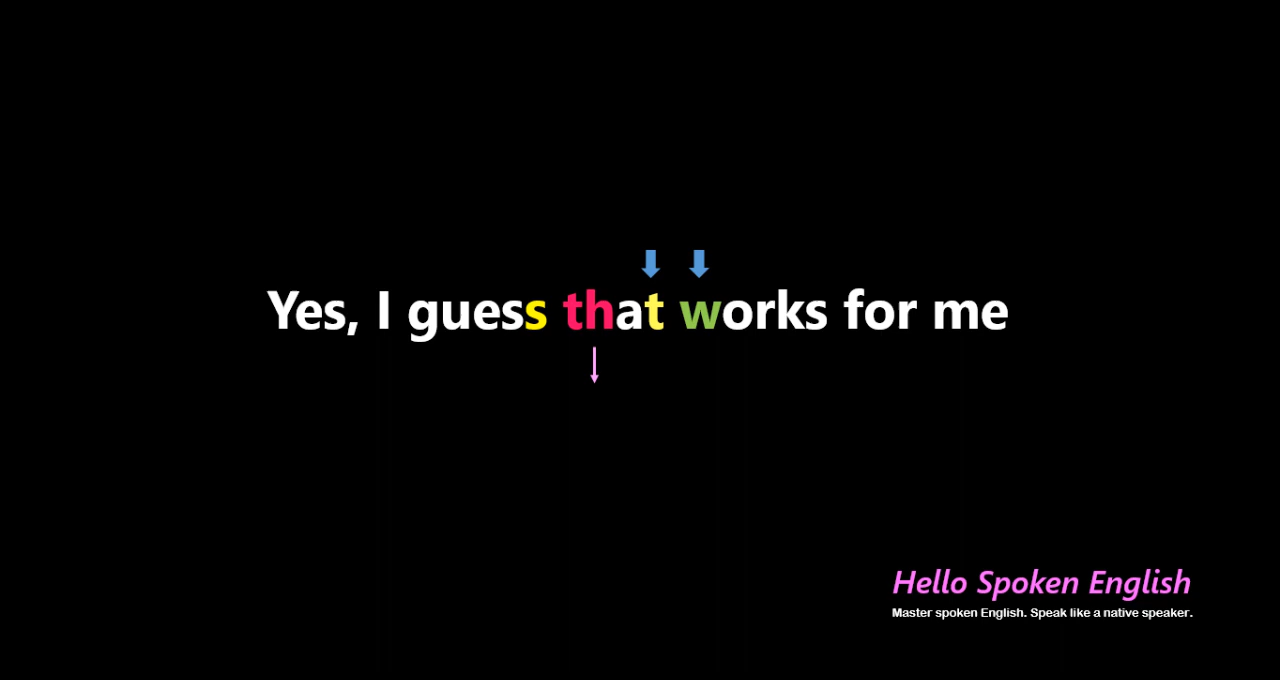 Yes, I guess that works for me
Hello Spoken English
Master spoken English. Speak like a native speaker.